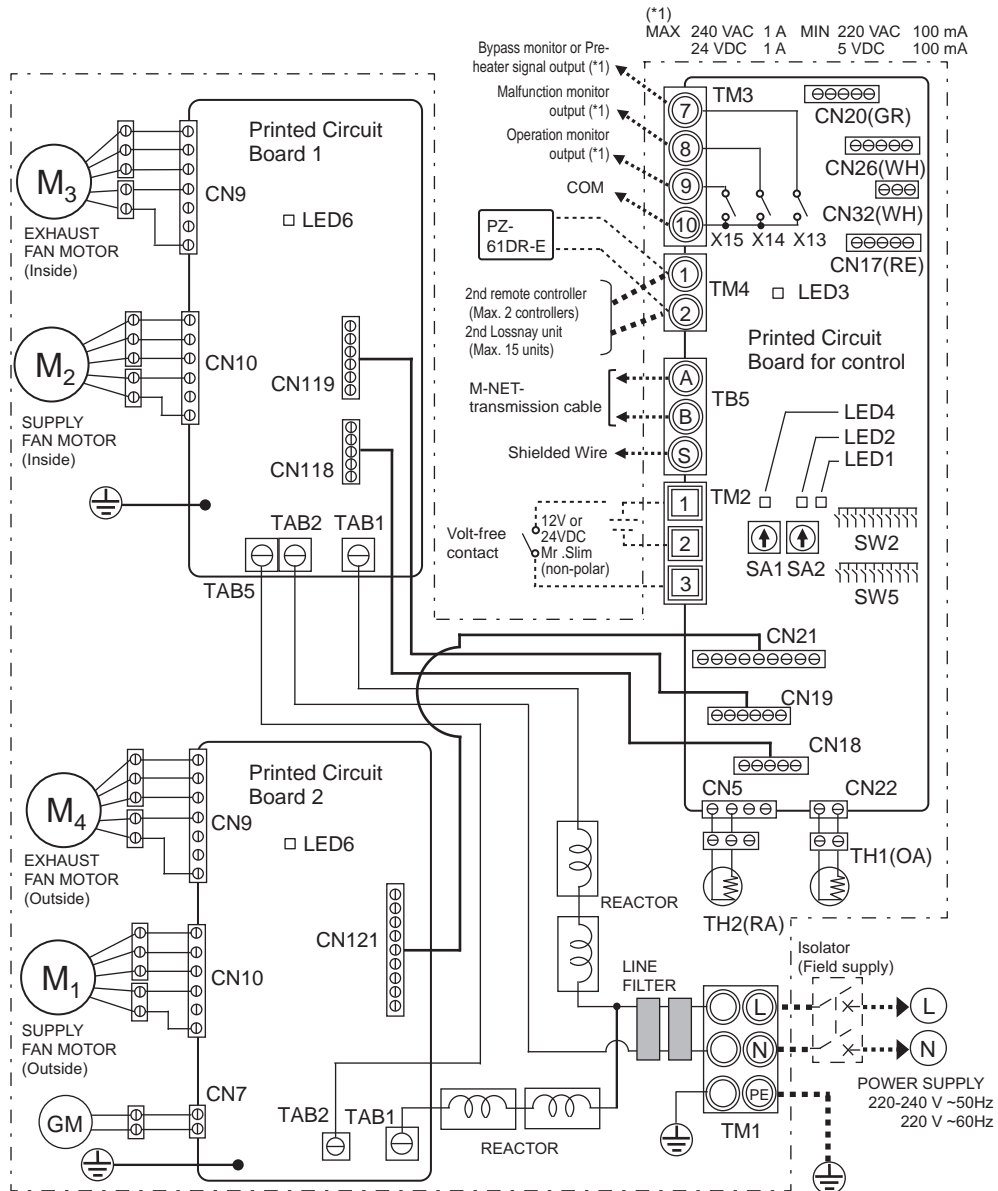 (*1)
MAX 240 VAC 1 A MIN 220 VAC 100 mA
24 VDC 1 A 5 VDC 100 mA
Bypass monitor or Pre-
heater signal output (*1)
Malfunction monitor
output (*1)
Operation monitor
output (*1)
COM
PZ-
61DR-E
2nd remote controller
(Max. 2 controllers)
2nd Lossnay unit
(Max. 15 units)
M-NET-
transmission cable
Shielded Wire
Volt-free
contact
12V or
24VDC
Mr .Slim
(non-polar)
7
8
9
10
TM3
X15 X14 X13
1
2
TM4
A
B
S
TB5
1
2
3
TM2
CN20(GR)
CN26(WH)
CN32(WH)
CN17(RE)
LED3
Printed Circuit
Board for control
LED4
LED2
LED1
SA1 SA2
SW2
SW5
CN21
CN19
CN18
CN5
CN22
TH1(OA)
TH2(RA)
Printed Circuit
Board 1
LED6
M3
EXHAUST
FAN MOTOR
(Inside)
CN9
M2
SUPPLY
FAN MOTOR
(Inside)
CN10
CN119
CN118
TAB2 TAB1
TAB5
Printed Circuit
Board 2
LED6
M4
EXHAUST
FAN MOTOR
(Outside)
CN9
M1
SUPPLY
FAN MOTOR
(Outside)
CN10
CN121
GM
CN7
TAB2 TAB1
REACTOR
REACTOR
LINE
FILTER
L
N
PE
TM1
Isolator
(Field supply)
L
N
POWER SUPPLY
220-240 V ~50Hz
220 V ~60Hz